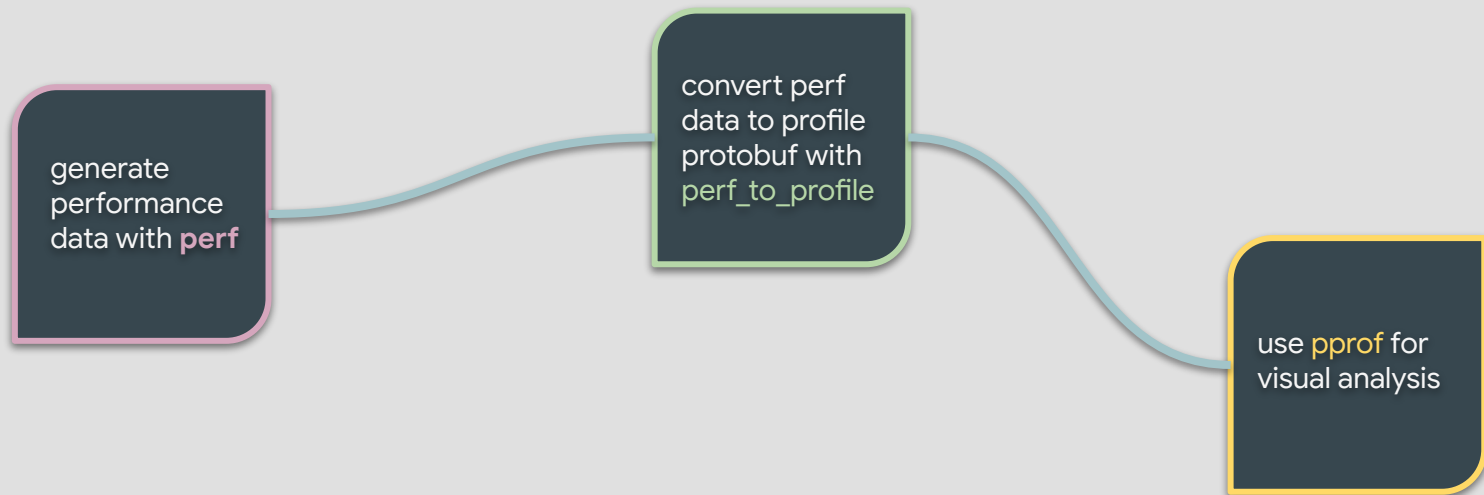 generate
performance
data with perf
convert perf
data to profile
protobuf with
perf_to_profile
use pprof for
visual analysis